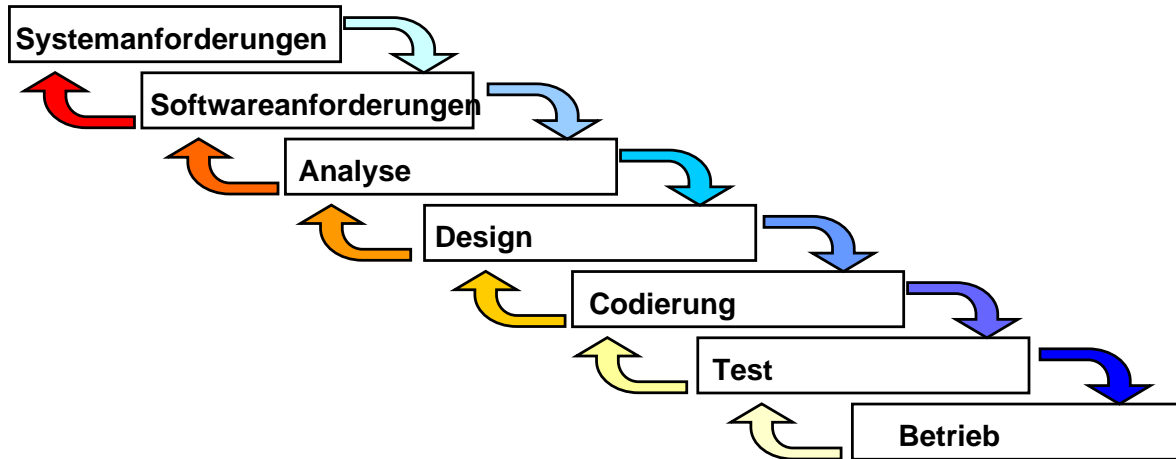 Systemanforderungen
Softwareanforderungen
Analyse
Design
Codierung
Test
Betrieb